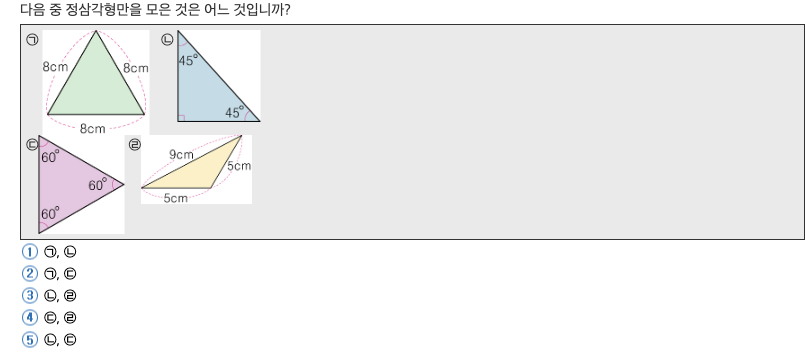 다음 중 정삼각형만을 모은 것은 어느 것입니까?
㉠ 8cm 8cm 8cm
㉡ 45° 45°
㉢ 60° 60° 60°
㉣ 9cm 5cm 5cm
① ㉠, ㉡
② ㉠, ㉢
③ ㉡, ㉣
④ ㉢, ㉣
⑤ ㉡, ㉢